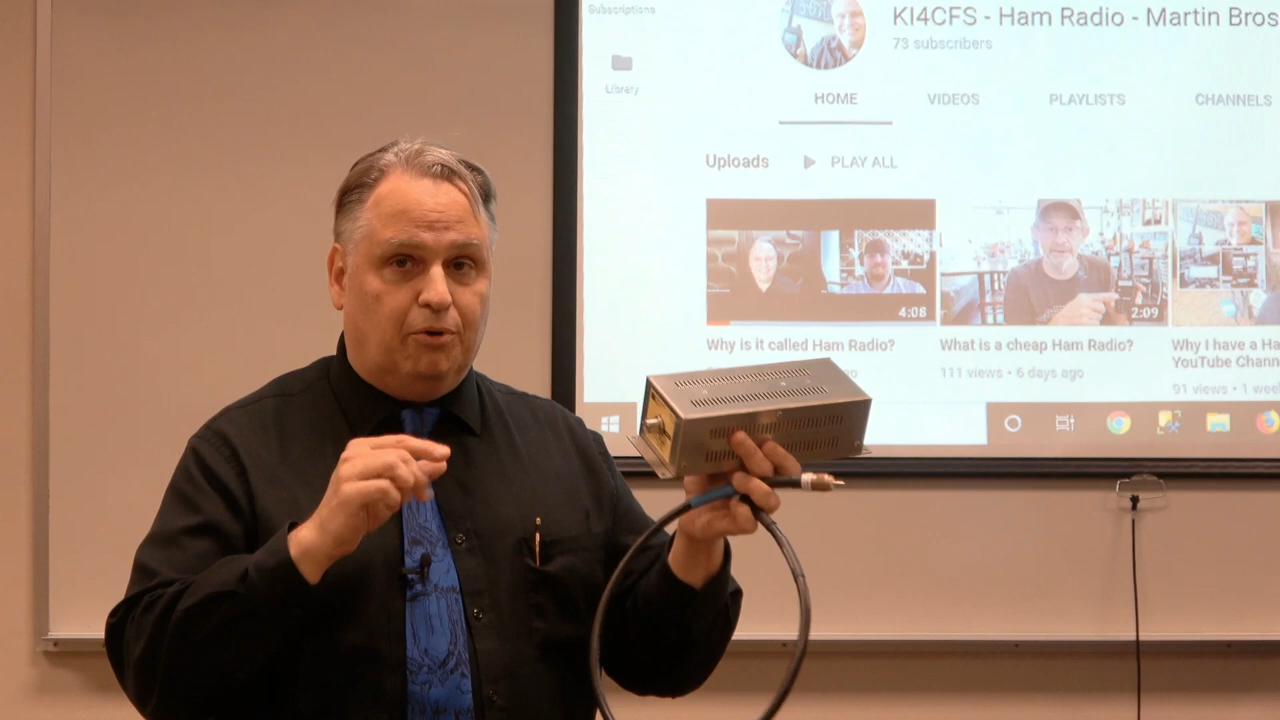 Subscriptions
KI4CFS - Ham Radio - Martin Bros
73 subscribers
Library
HOME VIDEOS PLAYLISTS CHANNELS
Uploads PLAY ALL
4:08
2:09
Why is it called Ham Radio?
What is a cheap Ham Radio?
Why I have a Ha
YouTube Chann
ago
111 views • 6 days ago
91 views • 1 wee